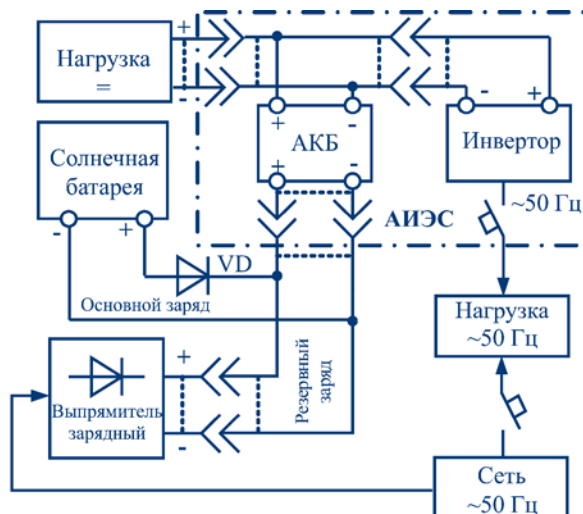 Нагрузка
=
+
-
+
-
-
+
АКБ
+
-
Инвертор
Солнечная
батарея
-
+
АИЭС
~50 Гц
VD
Основной заряд
Нагрузка
~50 Гц
Резервный
заряд
+
-
Выпрямитель
зарядный
Сеть
~50 Гц